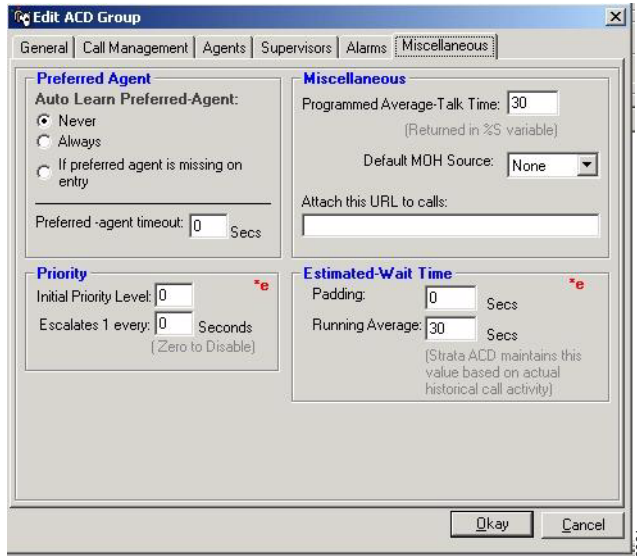 Edit ACD Group
General Call Management Agents Supervisors Alarms Miscellaneous
Preferred Agent
Auto Learn Preferred-Agent:
Never
Always
If preferred agent is missing on
entry
Preferred -agent timeout: 0 Secs
Miscellaneous
Programmed Average-Talk Time: 30
(Returned in %S variable)
Default MOH Source: None
Attach this URL to calls:
Priority *e
Initial Priority Level: 0
Escalates 1 every: 0 Seconds
( Zero to Disable)
Estimated-Wait Time *e
Padding: 0 Secs
Running Average: 30 Secs
(Strata ACD maintains this
value based on actual
historical call activity)
Okay Cancel